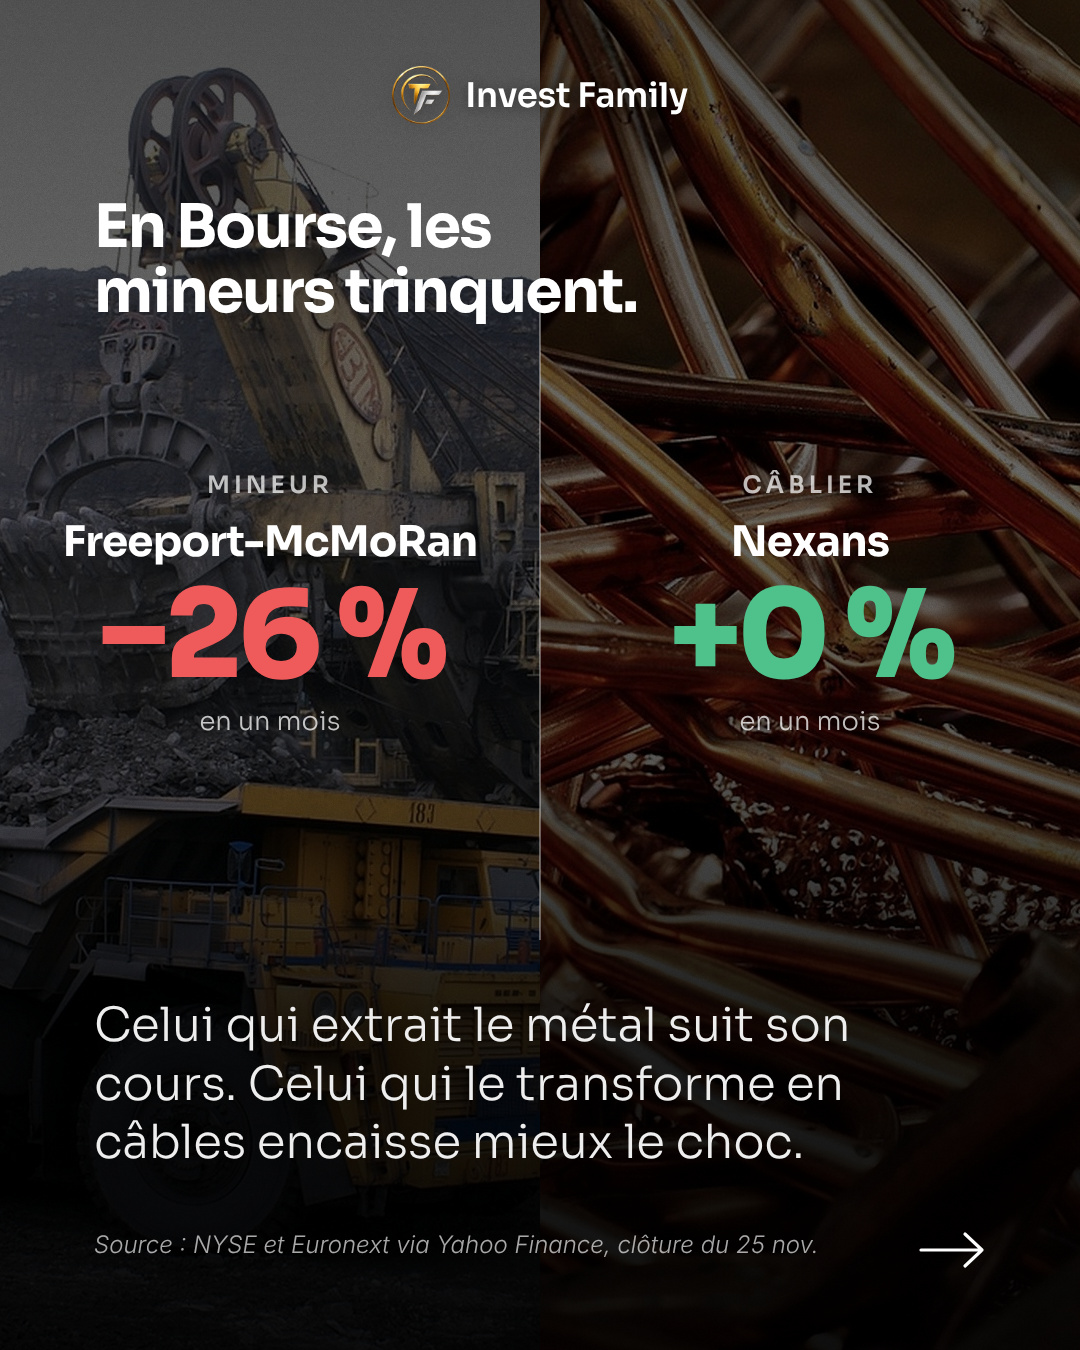 Invest Family
En Bourse, les
mineurs trinquent.
MINEUR
Freeport-McMoRan
−26 %
en un mois
CÂBLIER
Nexans
+0 %
en un mois
183
Celui qui extrait le métal suit son
cours. Celui qui le transforme en
câbles encaisse mieux le choc.
Source : NYSE et Euronext via Yahoo Finance, clôture du 25 nov.